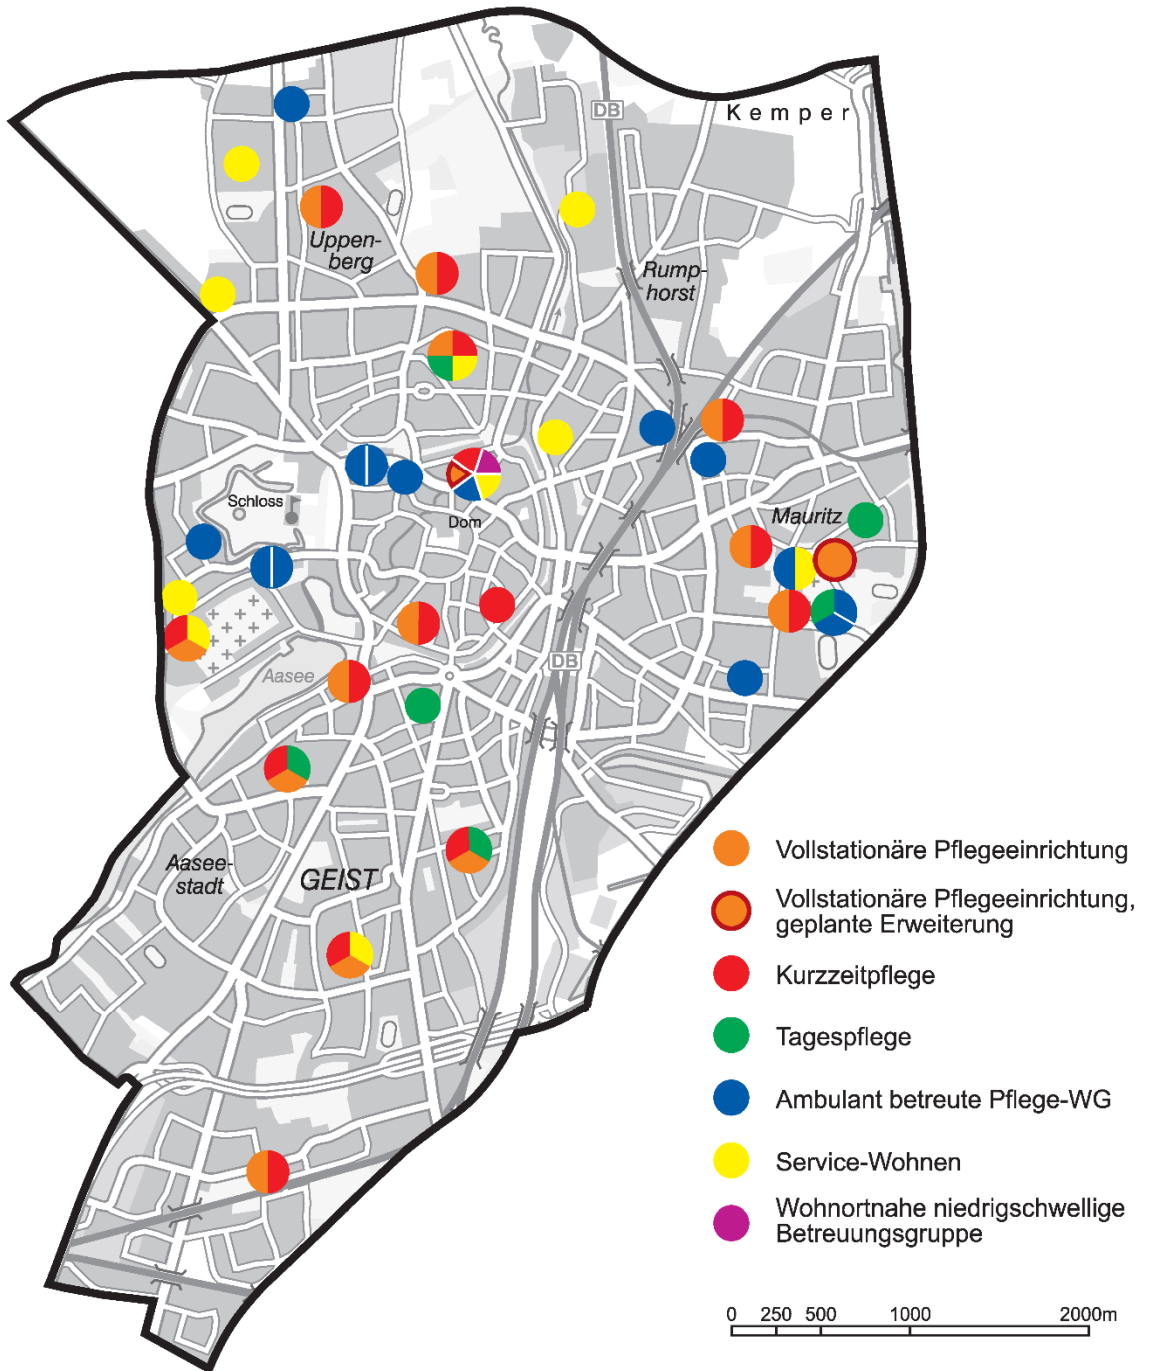 DB
Kemper
Uppen-
berg
Rump-
horst
Schloss
Dom
Mauritz
Aasee
DB
Aasee-
stadt
GEIST
Vollstationäre Pflegeeinrichtung
Vollstationäre Pflegeeinrichtung,
geplante Erweiterung
Kurzzeitpflege
Tagespflege
Ambulant betreute Pflege-WG
Service-Wohnen
Wohnortnahe niedrigschwellige
Betreuungsgruppe
0 250 500 1000 2000m